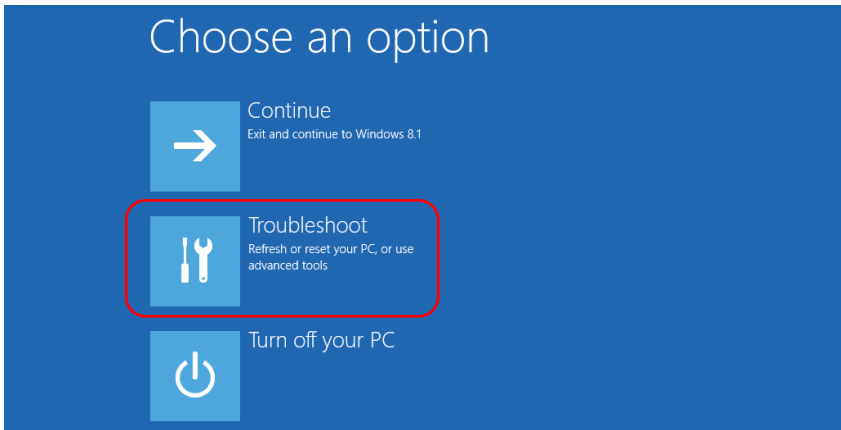 Choose an option
Continue
Exit and continue to Windows 8.1
Troubleshoot
Refresh or reset your PC, or use
advanced tools
Turn off your PC